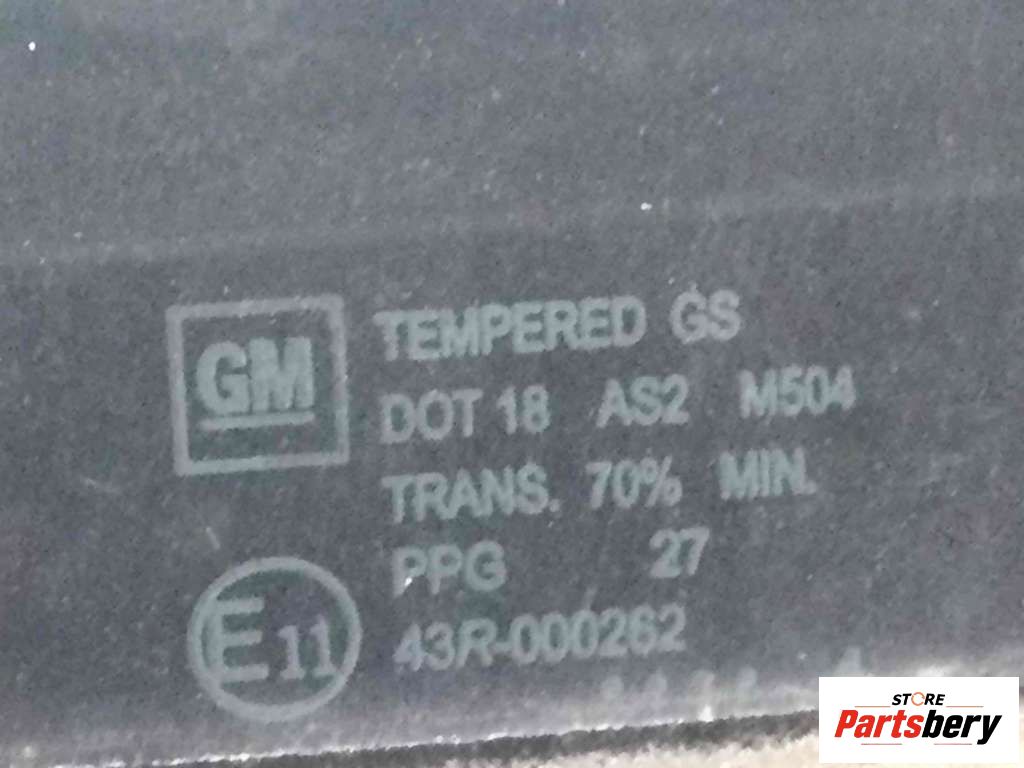 GM
TEMPERED GS
DOT 18 AS2 M504
TRANS. 70% MIN.
PPG 27
E11
43R-000262
STORE
Partsbery